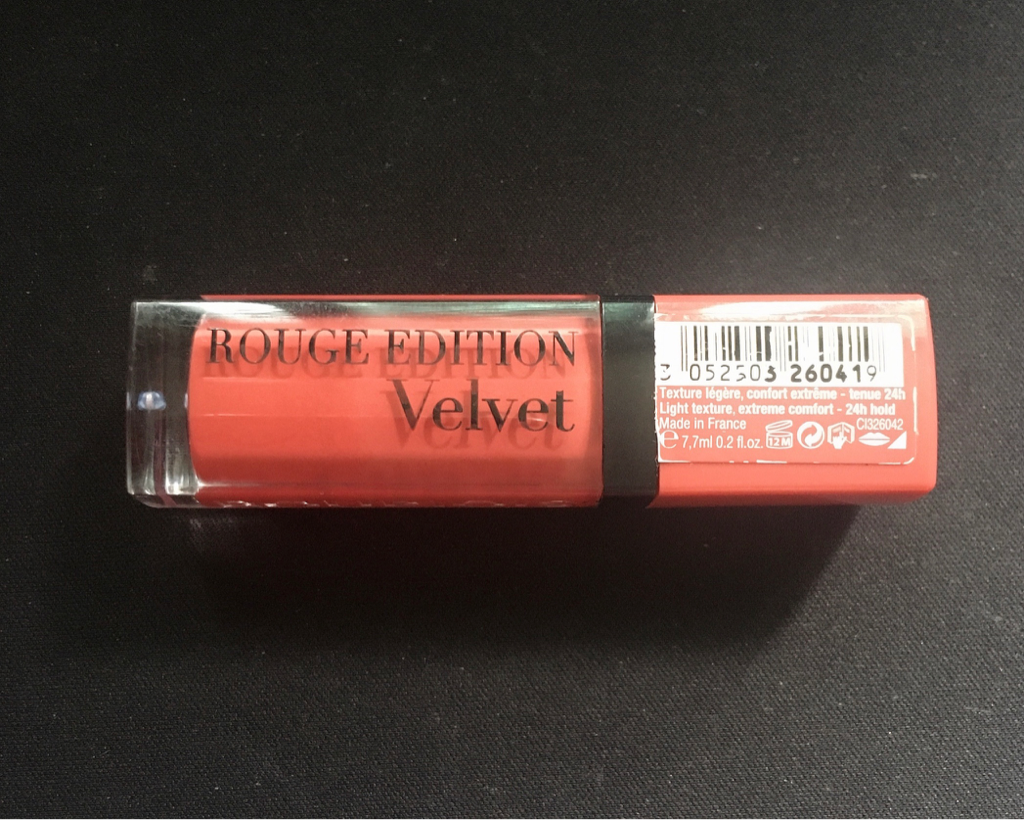 ROUGE EDITION
Velvet
3 052503 260419
Texture légère, confort extrême - tenue 24h
Light texture, extreme comfort - 24h hold
Made in France CI326042
℮ 7,7ml 0.2 fl.oz. 12 M